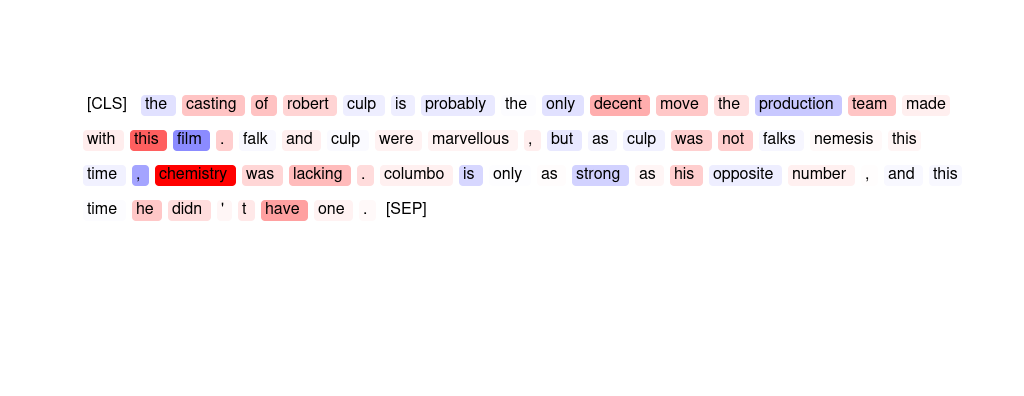 [CLS] the casting of robert culp is probably the only decent move the production team made
with this film . falk and culp were marvellous , but as culp was not falks nemesis this
time , chemistry was lacking . columbo is only as strong as his opposite number , and this
time he didn ' t have one . [SEP]